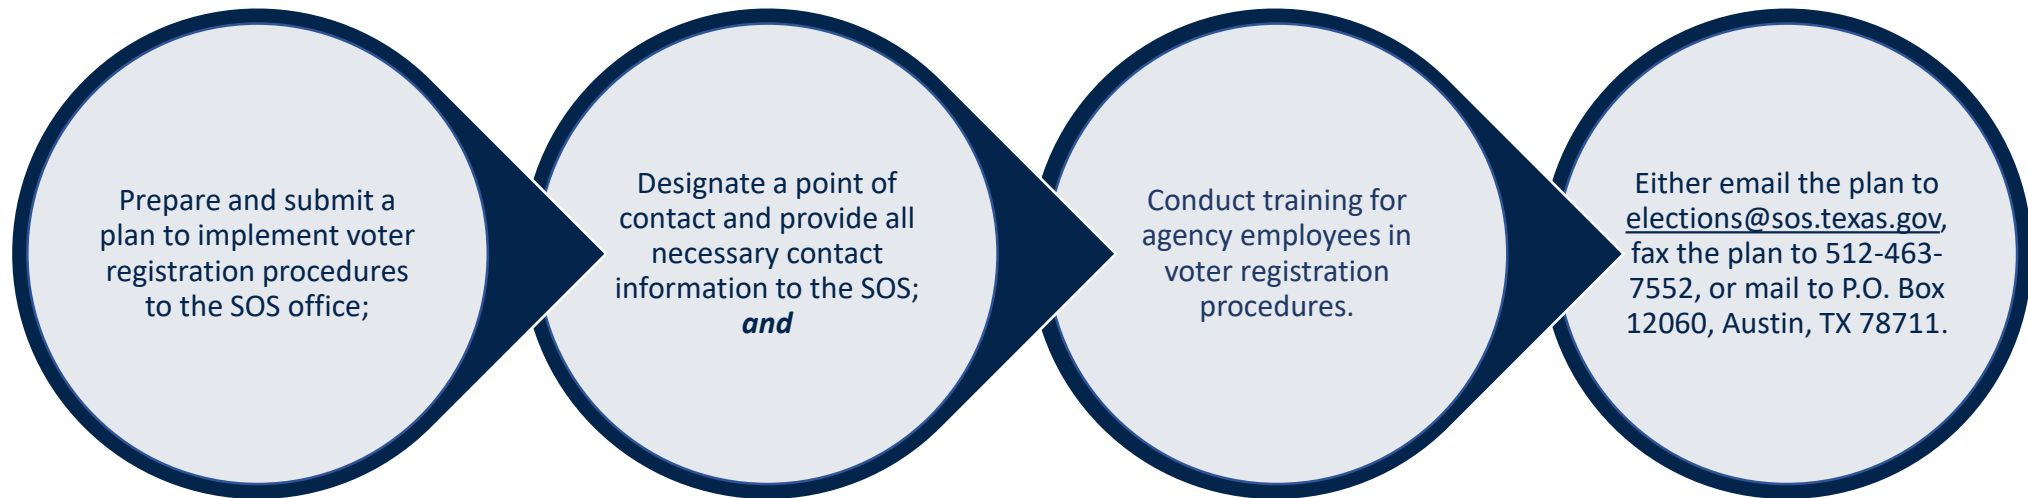 Prepare and submit a
plan to implement voter
registration procedures
to the SOS office;
Designate a point of
contact and provide all
necessary contact
information to the SOS;
and
Conduct training for
agency employees in
voter registration
procedures.
Either email the plan to
elections@sos.texas.gov,
fax the plan to 512-463-
7552, or mail to P.O. Box
12060, Austin, TX 78711.